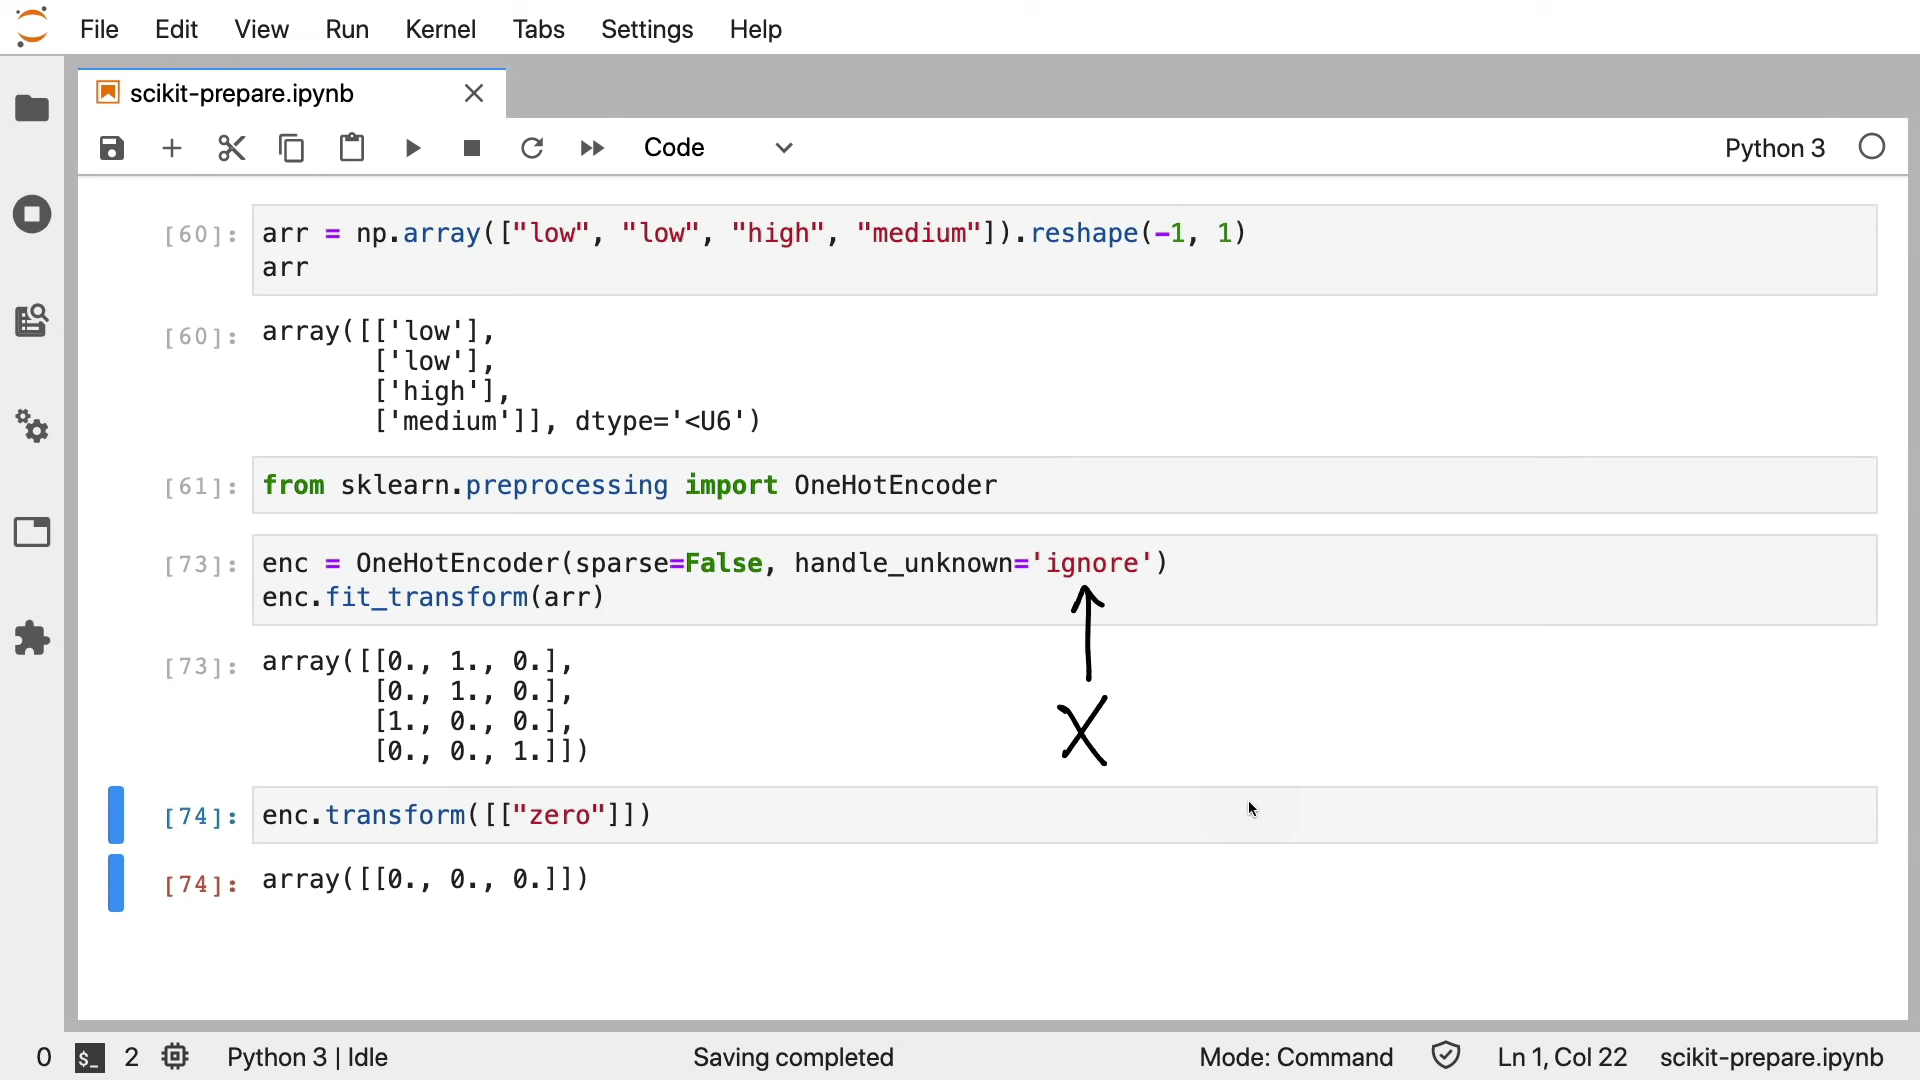 File Edit View Run Kernel Tabs Settings Help
scikit-prepare.ipynb
Code
Python 3
[60]: arr = np.array(["low", "low", "high", "medium"]).reshape(-1, 1)
arr
[60]: array([['low'],
['low'],
['high'],
['medium']], dtype='<U6')
[61]: from sklearn.preprocessing import OneHotEncoder
[73]: enc = OneHotEncoder(sparse=False, handle_unknown='ignore')
enc.fit_transform(arr)
[73]: array([[0., 1., 0.],
[0., 1., 0.],
[1., 0., 0.],
[0., 0., 1.]])
X
[74]: enc.transform([["zero"]])
[74]: array([[0., 0., 0.]])
0 $_ 2 Python 3 | Idle Saving completed Mode: Command Ln 1, Col 22 scikit-prepare.ipynb